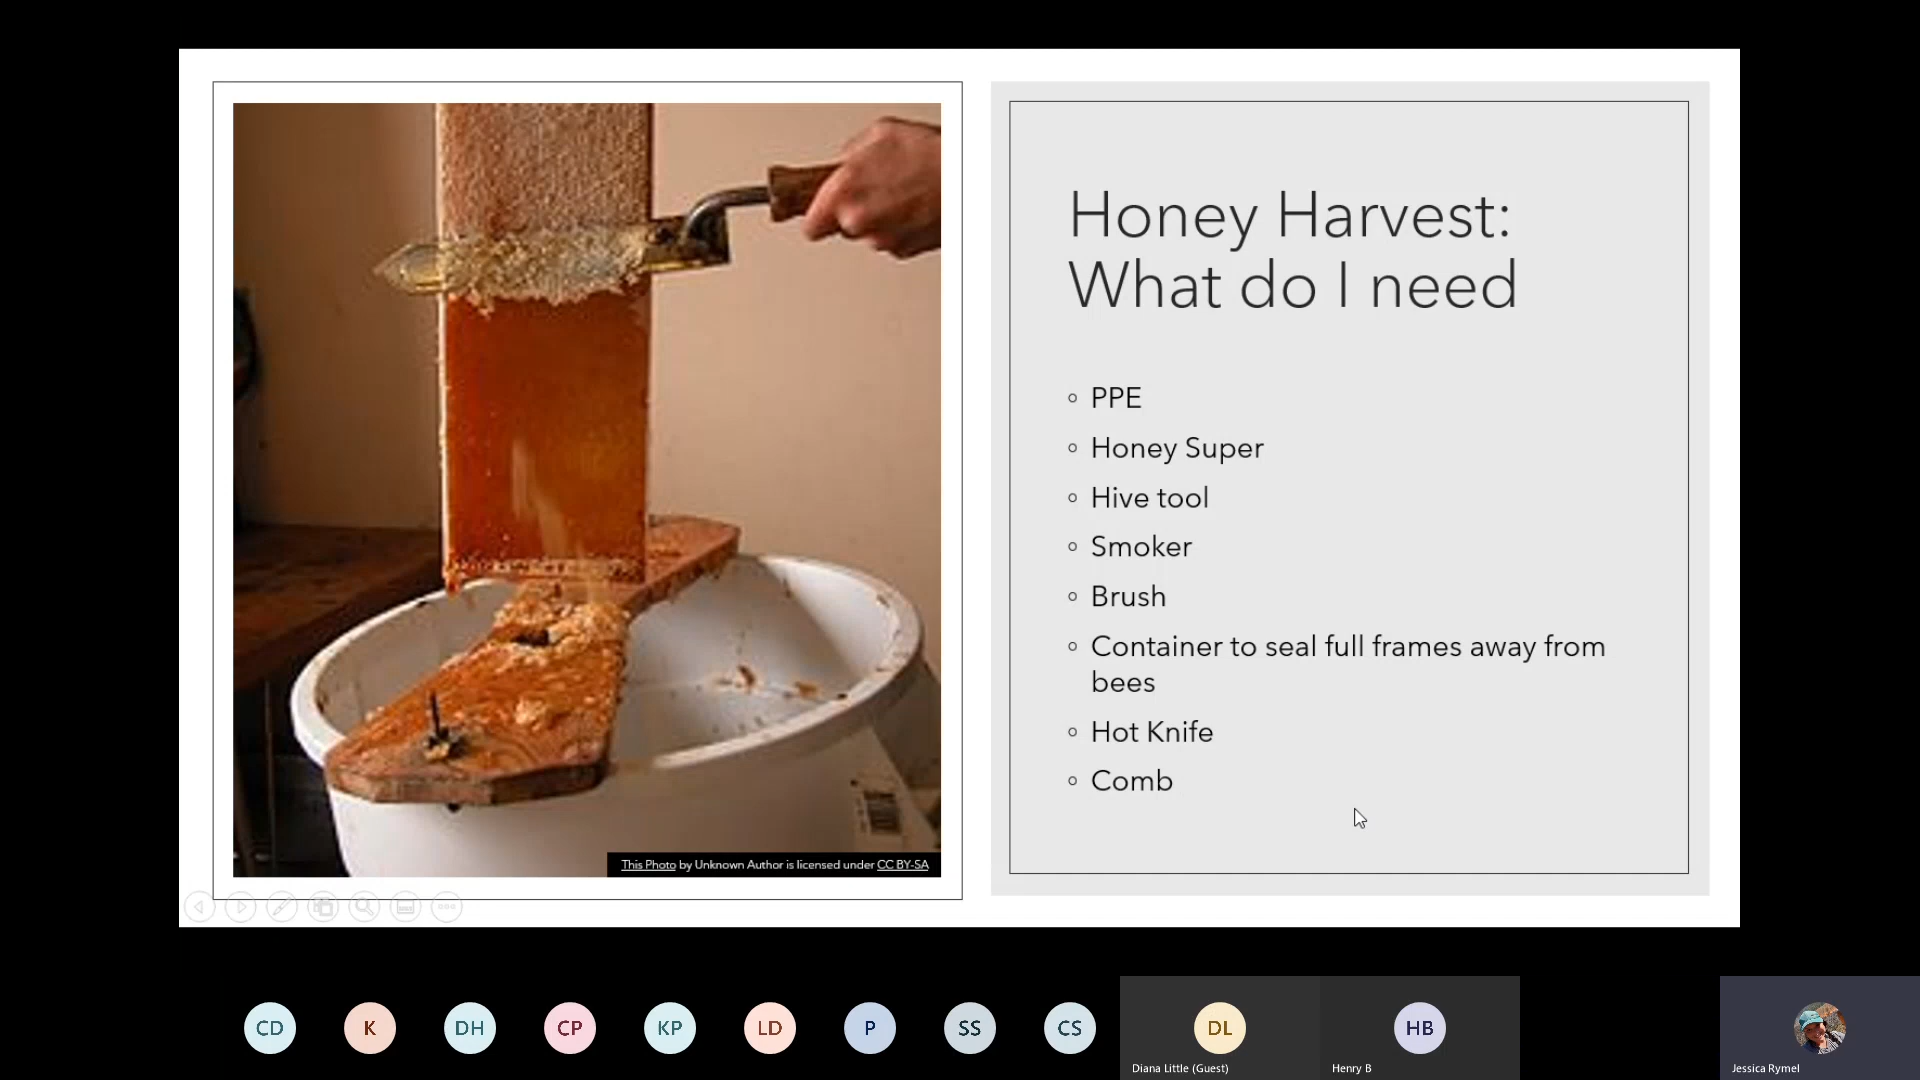 Honey Harvest:
What do I need
PPE
Honey Super
Hive tool
Smoker
Brush
Container to seal full frames away from
bees
Hot Knife
Comb
This Photo by Unknown Author is licensed under CC BY-SA
CD
K
DH
CP
KP
LD
P
SS
CS
DL
HB
Diana Little (Guest)
Henry B
Jessica Rymel